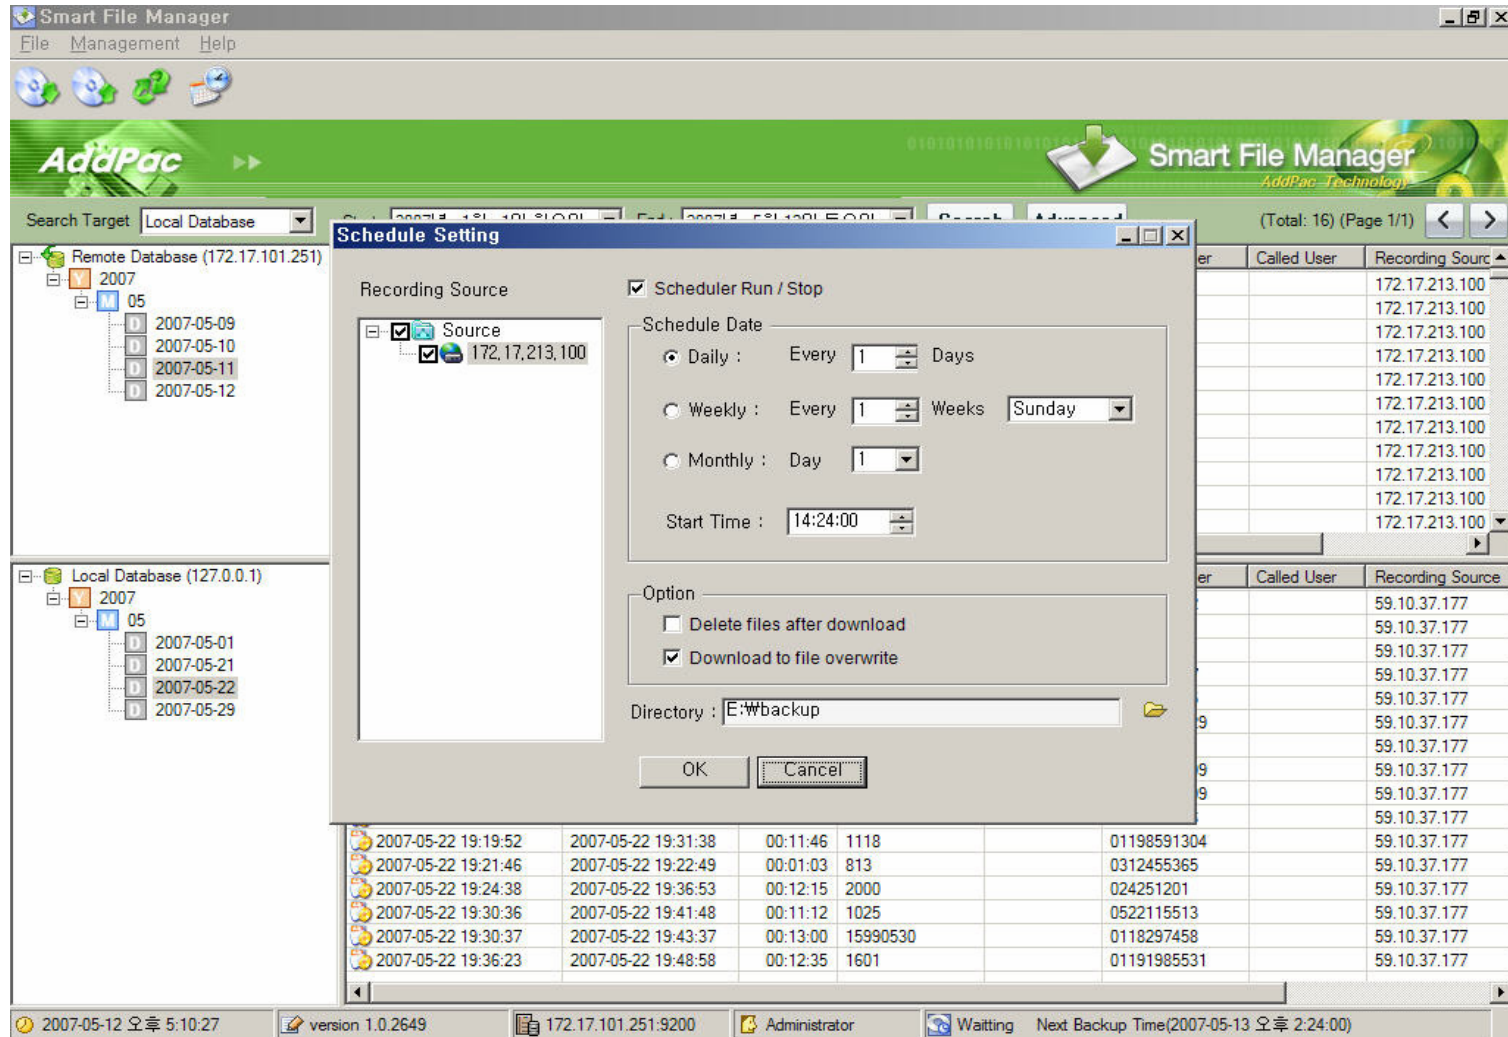 Smart File Manager
File Management Help
AddPac
Smart File Manager
AddPac Technology
Search Target Local Database
(Total: 16) (Page 1/1)
Remote Database (172.17.101.251)
2007
05
2007-05-09
2007-05-10
2007-05-11
2007-05-12
Called User Recording Sourc
172.17.213.100
172.17.213.100
172.17.213.100
172.17.213.100
172.17.213.100
172.17.213.100
172.17.213.100
172.17.213.100
172.17.213.100
172.17.213.100
172.17.213.100
Schedule Setting
Recording Source
Source
172,17,213,100
Scheduler Run / Stop
Schedule Date
Daily : Every 1 Days
Weekly : Every 1 Weeks Sunday
Monthly : Day 1
Start Time : 14:24:00
Option
Delete files after download
Download to file overwrite
Directory : E:₩backup
OK Cancel
Local Database (127.0.0.1)
2007
05
2007-05-01
2007-05-21
2007-05-22
2007-05-29
Called User Recording Source
59.10.37.177
59.10.37.177
59.10.37.177
59.10.37.177
59.10.37.177
59.10.37.177
59.10.37.177
59.10.37.177
59.10.37.177
59.10.37.177
2007-05-22 19:19:52 2007-05-22 19:31:38 00:11:46 1118 01198591304 59.10.37.177
2007-05-22 19:21:46 2007-05-22 19:22:49 00:01:03 813 0312455365 59.10.37.177
2007-05-22 19:24:38 2007-05-22 19:36:53 00:12:15 2000 024251201 59.10.37.177
2007-05-22 19:30:36 2007-05-22 19:41:48 00:11:12 1025 0522115513 59.10.37.177
2007-05-22 19:30:37 2007-05-22 19:43:37 00:13:00 15990530 0118297458 59.10.37.177
2007-05-22 19:36:23 2007-05-22 19:48:58 00:12:35 1601 01191985531 59.10.37.177
2007-05-12 오후 5:10:27 version 1.0.2649 172.17.101.251:9200 Administrator Waitting Next Backup Time(2007-05-13 오후 2:24:00)